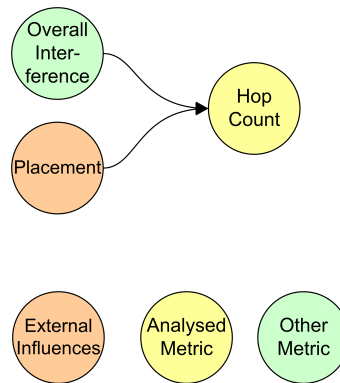 Overall
Inter-
ference
Hop
Count
Placement
External
Influences
Analysed
Metric
Other
Metric